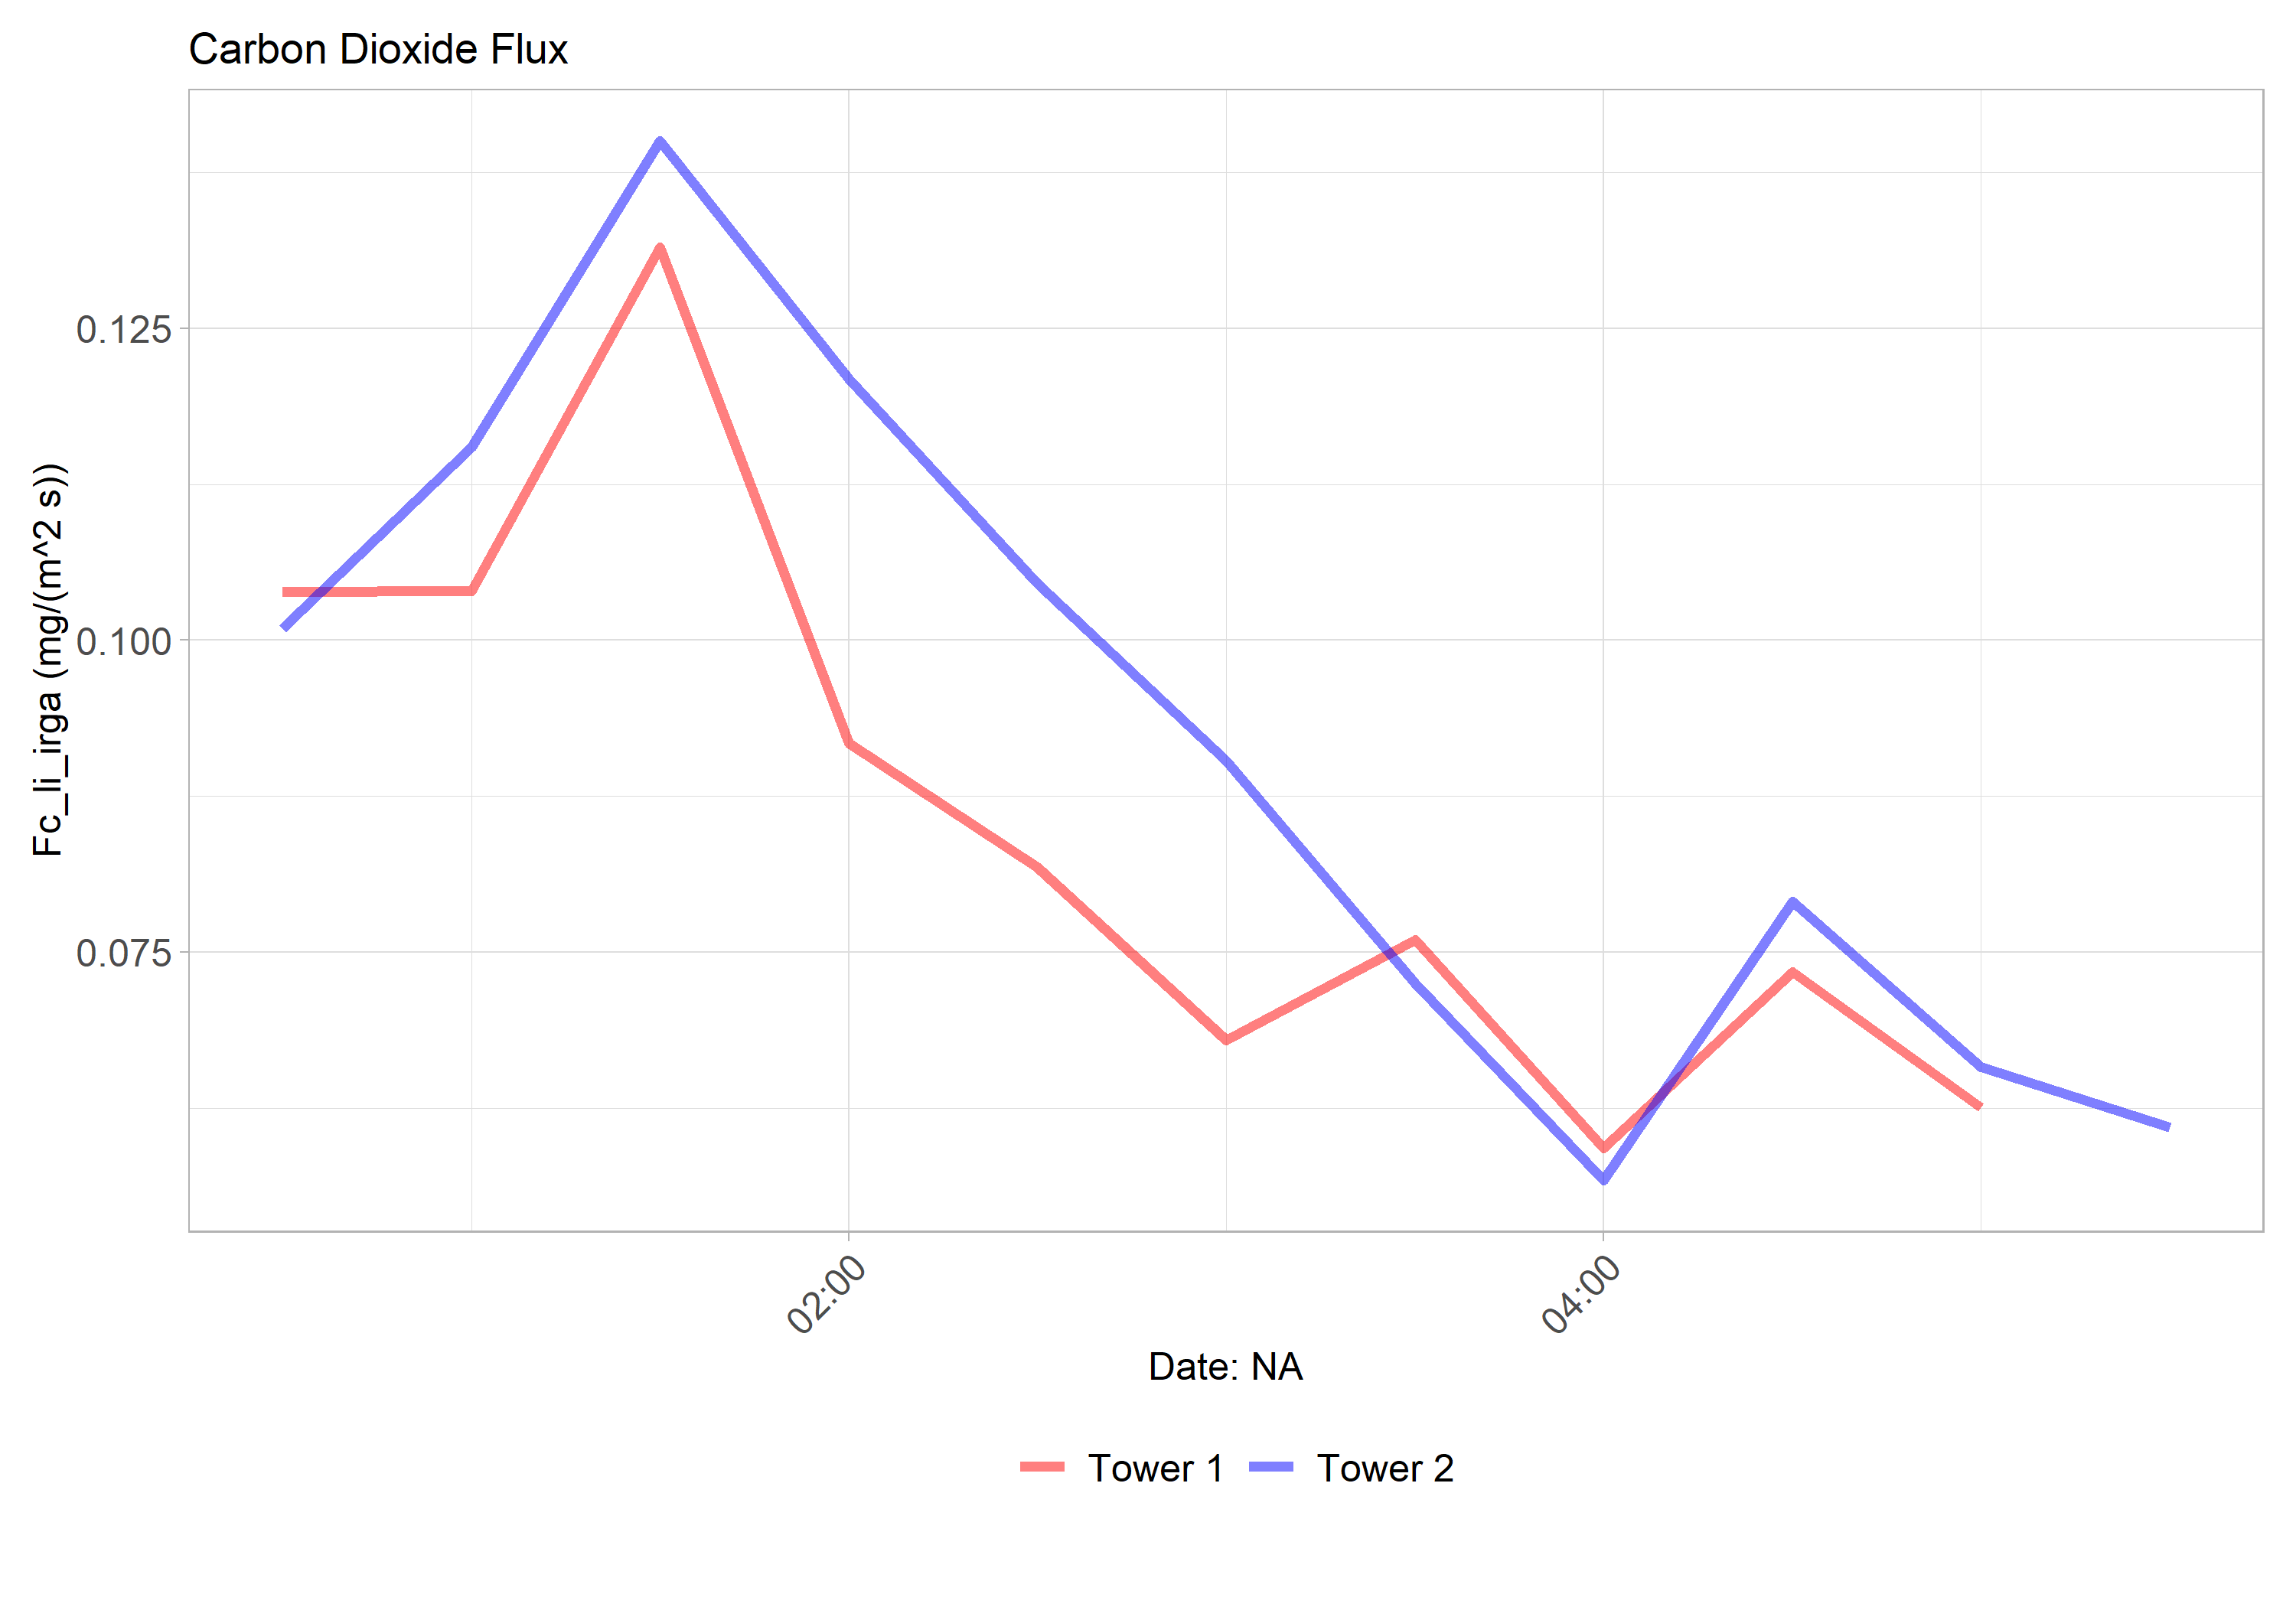 Carbon Dioxide Flux
Fc_li_irga (mg/(m^2 s))
0.125
0.100
0.075
02:00
04:00
Date: NA
Tower 1
Tower 2